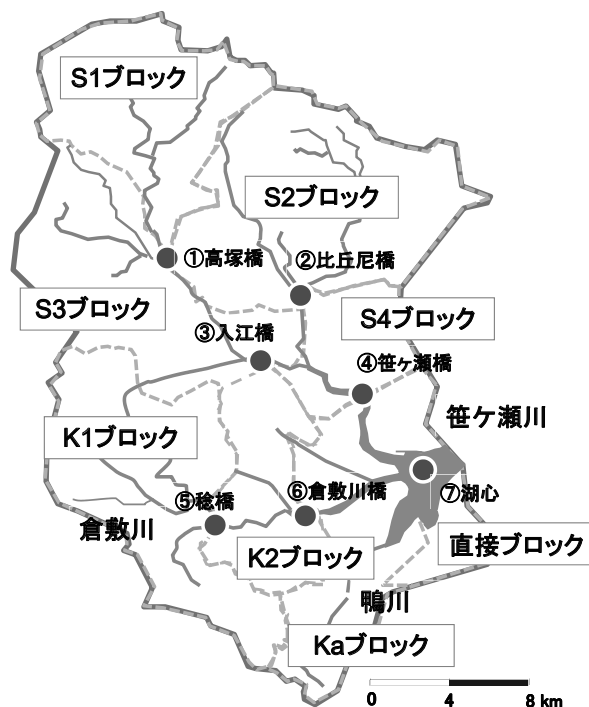 S1ブロック
S2ブロック
①高塚橋
②比丘尼橋
S3ブロック
S4ブロック
③入江橋
④笹ヶ瀬橋
笹ケ瀬川
K1ブロック
⑤稔橋
⑥倉敷川橋
⑦湖心
倉敷川
K2ブロック
直接ブロック
鴨川
Kaブロック
0 4 8 km